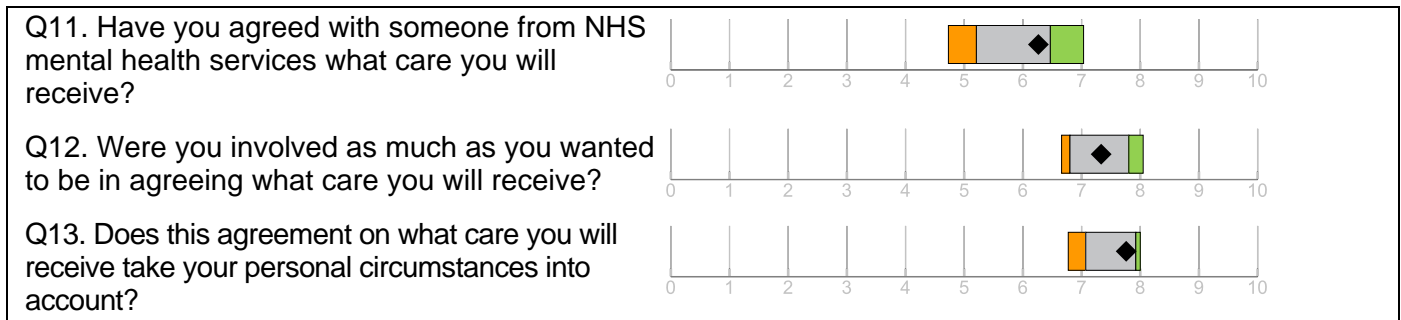 Q11. Have you agreed with someone from NHS
mental health services what care you will
receive?
0 1 2 3 4 5 6 7 8 9 10
Q12. Were you involved as much as you wanted
to be in agreeing what care you will receive?
0 1 2 3 4 5 6 7 8 9 10
Q13. Does this agreement on what care you will
receive take your personal circumstances into
account?
0 1 2 3 4 5 6 7 8 9 10